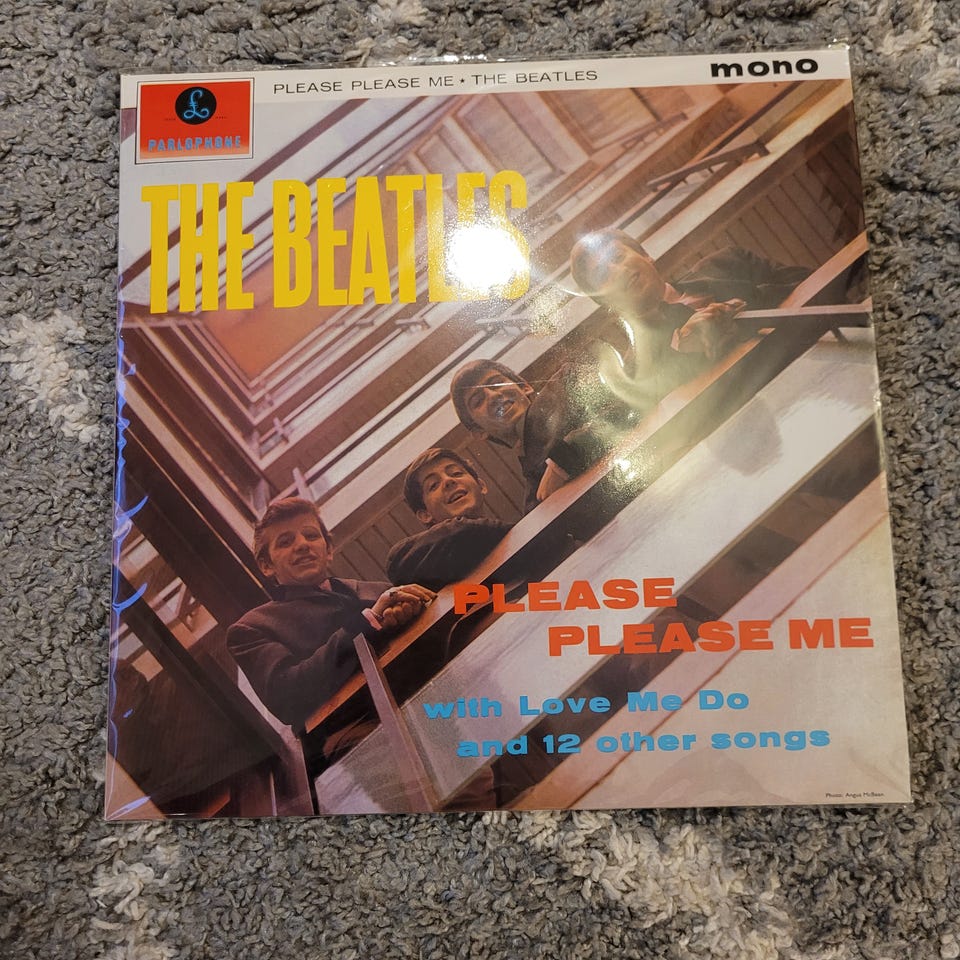 PLEASE PLEASE ME ★ THE BEATLES
mono
£
PARLOPHONE
THE BEATLES
PLEASE
PLEASE ME
with Love Me Do
and 12 other songs
Photo: Angus McBean